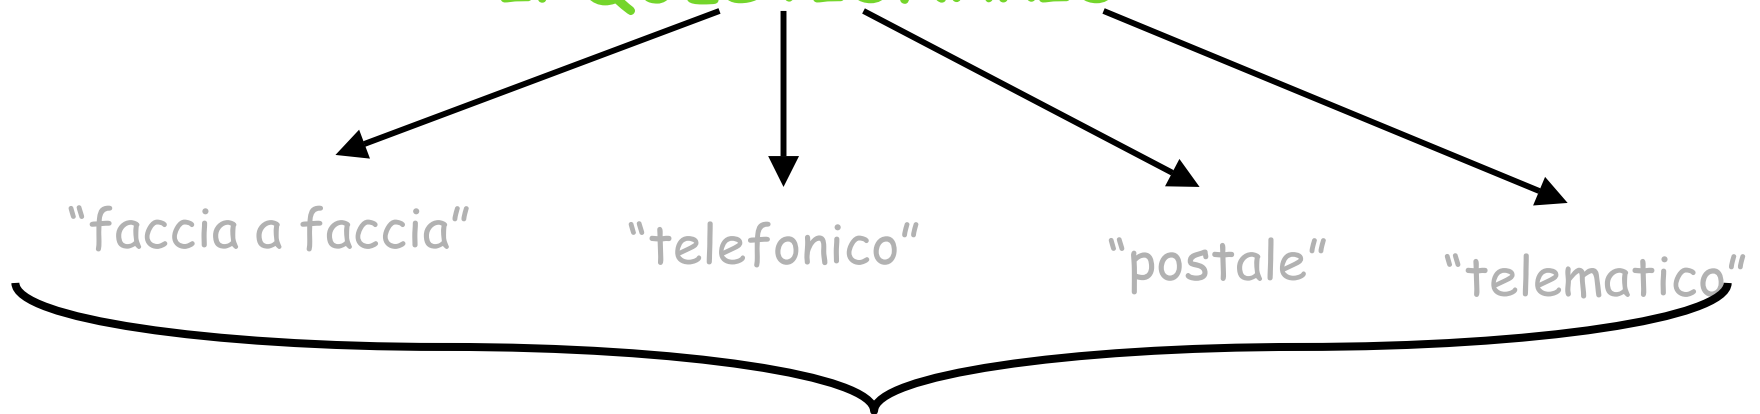 “faccia a faccia”
“telefonico”
“postale”
“telematico”